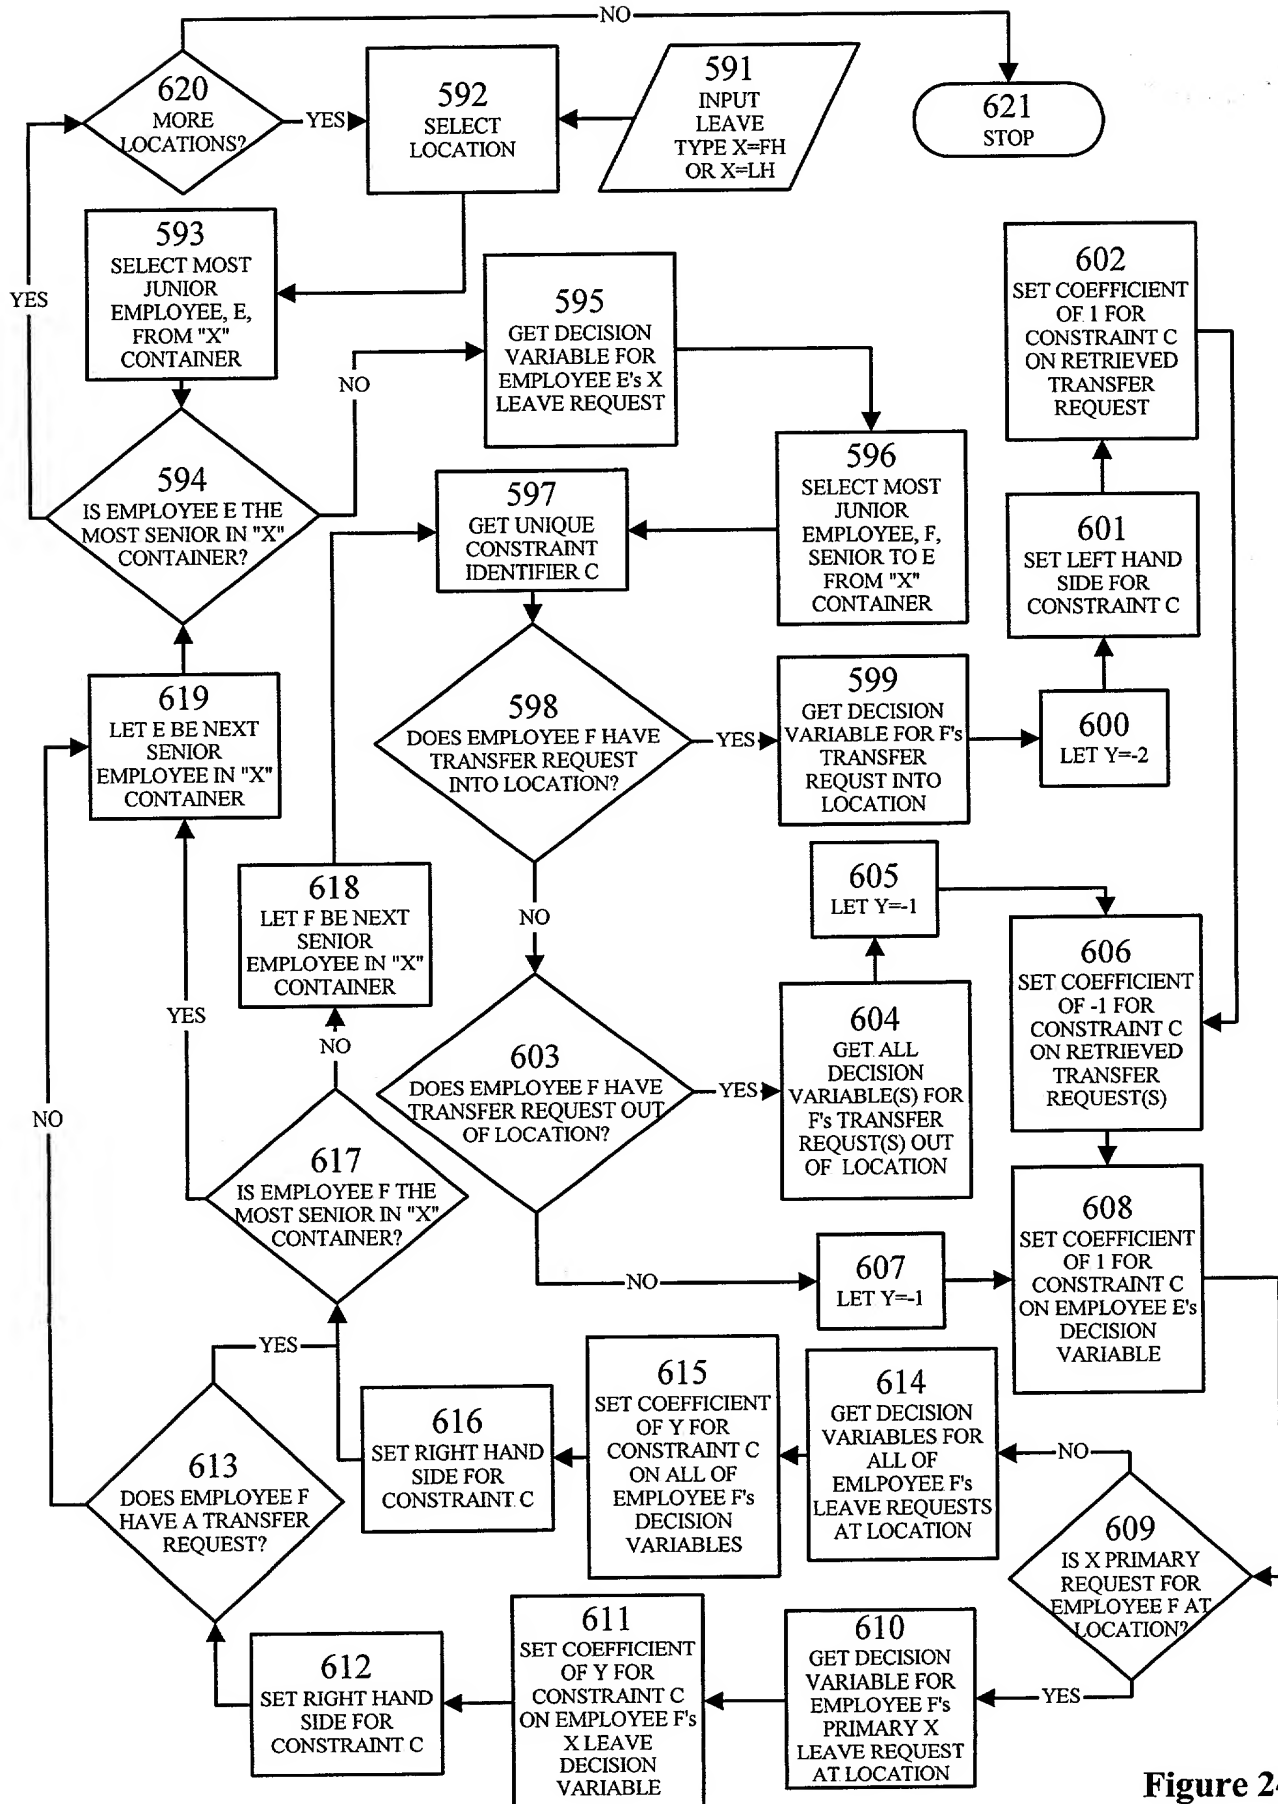 NO
620
MORE
LOCATIONS?
YES
592
SELECT
LOCATION
591
INPUT
LEAVE
TYPE X=FH
OR X=LH
621
STOP
593
SELECT MOST
JUNIOR
EMPLOYEE, E,
FROM "X"
CONTAINER
YES
NO
595
GET DECISION
VARIABLE FOR
EMPLOYEE E's X
LEAVE REQUEST
602
SET COEFFICIENT
OF 1 FOR
CONSTRAINT C
ON RETRIEVED
TRANSFER
REQUEST
594
IS EMPLOYEE E THE
MOST SENIOR IN "X"
CONTAINER?
597
GET UNIQUE
CONSTRAINT
IDENTIFIER C
596
SELECT MOST
JUNIOR
EMPLOYEE, F,
SENIOR TO E
FROM "X"
CONTAINER
601
SET LEFT HAND
SIDE FOR
CONSTRAINT C
619
LET E BE NEXT
SENIOR
EMPLOYEE IN "X"
CONTAINER
598
DOES EMPLOYEE F HAVE
TRANSFER REQUEST
INTO LOCATION?
YES
599
GET DECISION
VARIABLE FOR F's
TRANSFER
REQUST INTO
LOCATION
600
LET Y=-2
618
LET F BE NEXT
SENIOR
EMPLOYEE IN "X"
CONTAINER
NO
605
LET Y=-1
606
SET COEFFICIENT
OF -1 FOR
CONSTRAINT C
ON RETRIEVED
TRANSFER
REQUEST(S)
YES
NO
603
DOES EMPLOYEE F HAVE
TRANSFER REQUEST OUT
OF LOCATION?
YES
604
GET ALL
DECISION
VARIABLE(S) FOR
F's TRANSFER
REQUST(S) OUT
OF LOCATION
NO
617
IS EMPLOYEE F THE
MOST SENIOR IN "X"
CONTAINER?
NO
607
LET Y=-1
608
SET COEFFICIENT
OF 1 FOR
CONSTRAINT C
ON EMPLOYEE E's
DECISION
VARIABLE
YES
616
SET RIGHT HAND
SIDE FOR
CONSTRAINT C
615
SET COEFFICIENT
OF Y FOR
CONSTRAINT C
ON ALL OF
EMPLOYEE F's
DECISION
VARIABLES
614
GET DECISION
VARIABLES FOR
ALL OF
EMLPOYEE F's
LEAVE REQUESTS
AT LOCATION
NO
613
DOES EMPLOYEE F
HAVE A TRANSFER
REQUEST?
609
IS X PRIMARY
REQUEST FOR
EMPLOYEE F AT
LOCATION?
612
SET RIGHT HAND
SIDE FOR
CONSTRAINT C
611
SET COEFFICIENT
OF Y FOR
CONSTRAINT C
ON EMPLOYEE F's
X LEAVE
DECISION
VARIABLE
610
GET DECISION
VARIABLE FOR
EMPLOYEE F's
PRIMARY X
LEAVE REQUEST
AT LOCATION
YES
Figure 24